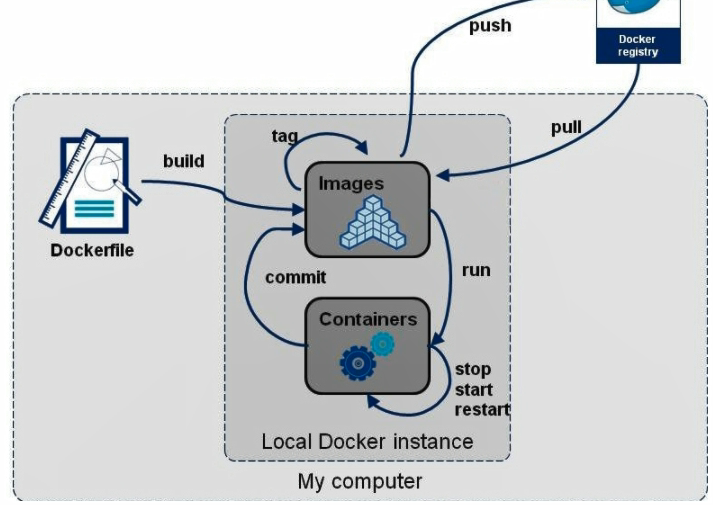 push
Docker
registry
pull
tag
build
Images
Dockerfile
commit
run
Containers
stop
start
restart
Local Docker instance
My computer